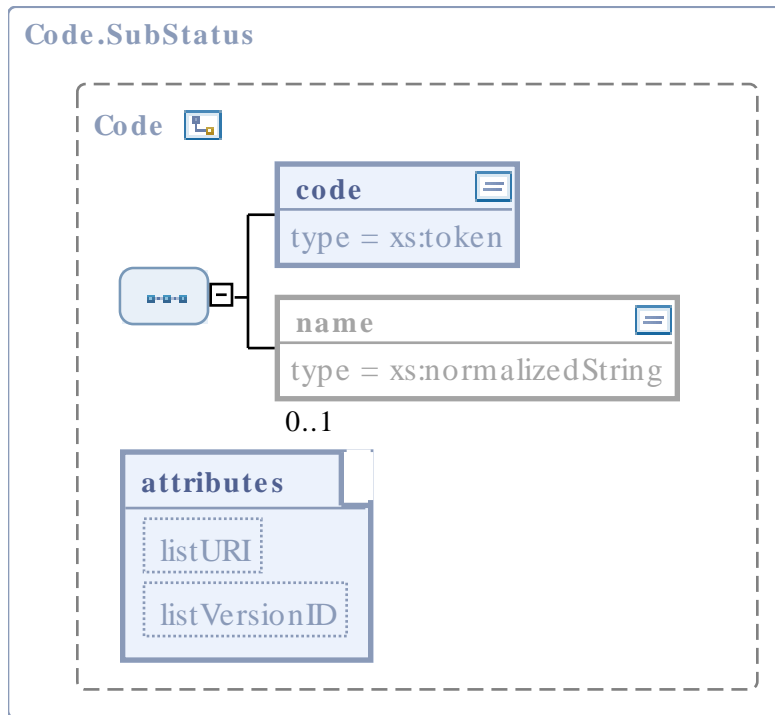 Code.SubStatus
Code
code
type = xs:token
name
type = xs:normalizedString
0..1
attributes
listURI
listVersionID